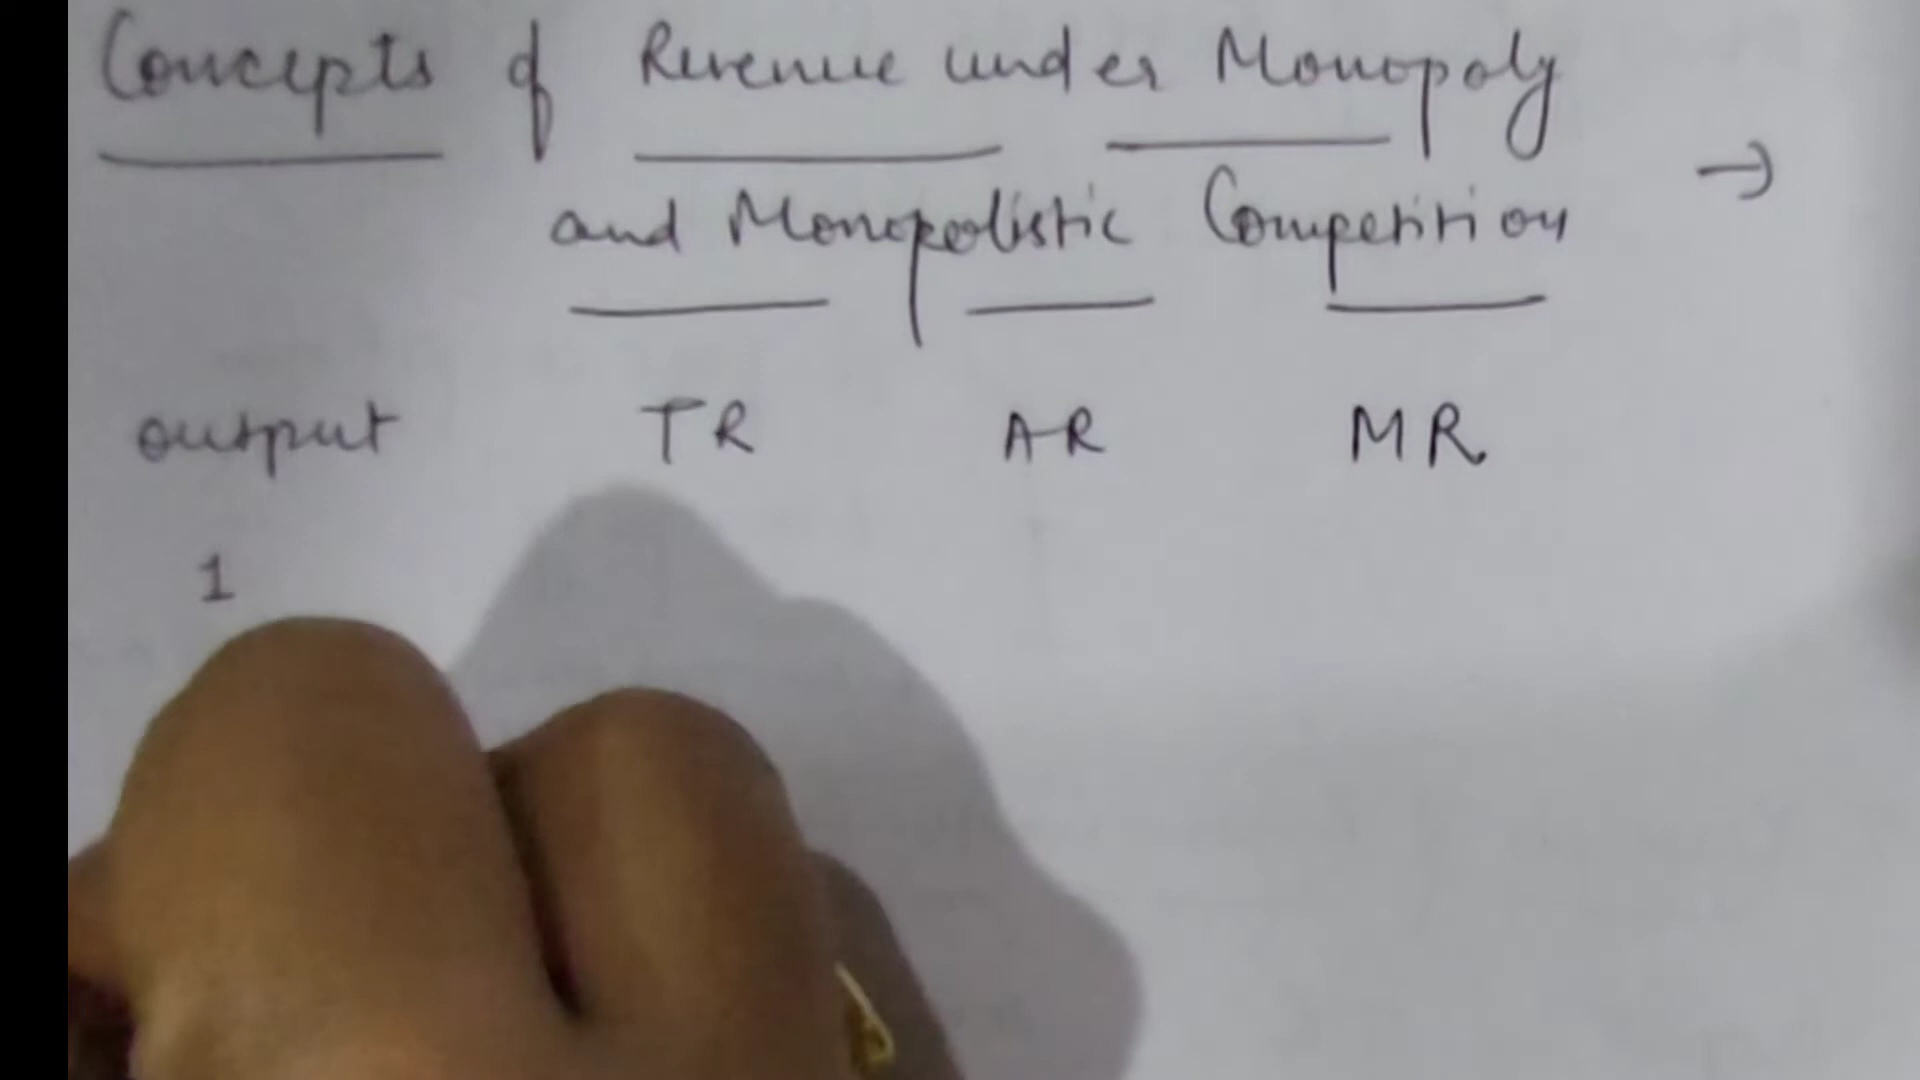 Concepts of Revenue under Monopoly
and Monopolistic Competition →
output TR AR MR
1